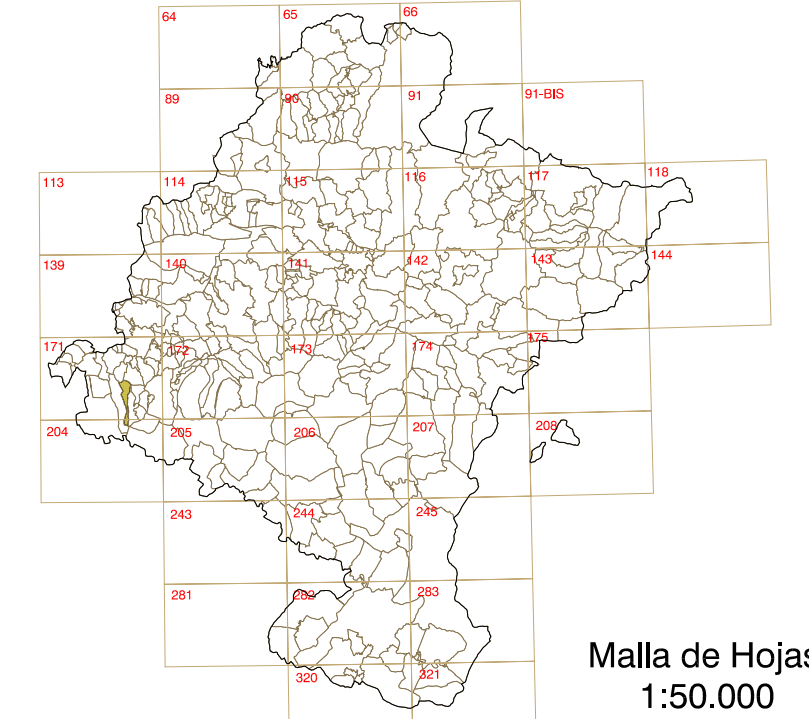 64 65 66
89 90 91 91-BIS
113 114 115 116 117 118
139 140 141 142 143 144
171 172 173 174 175
204 205 206 207 208
243 244 245
281 282 283
320 321
Malla de Hojas
1:50.000